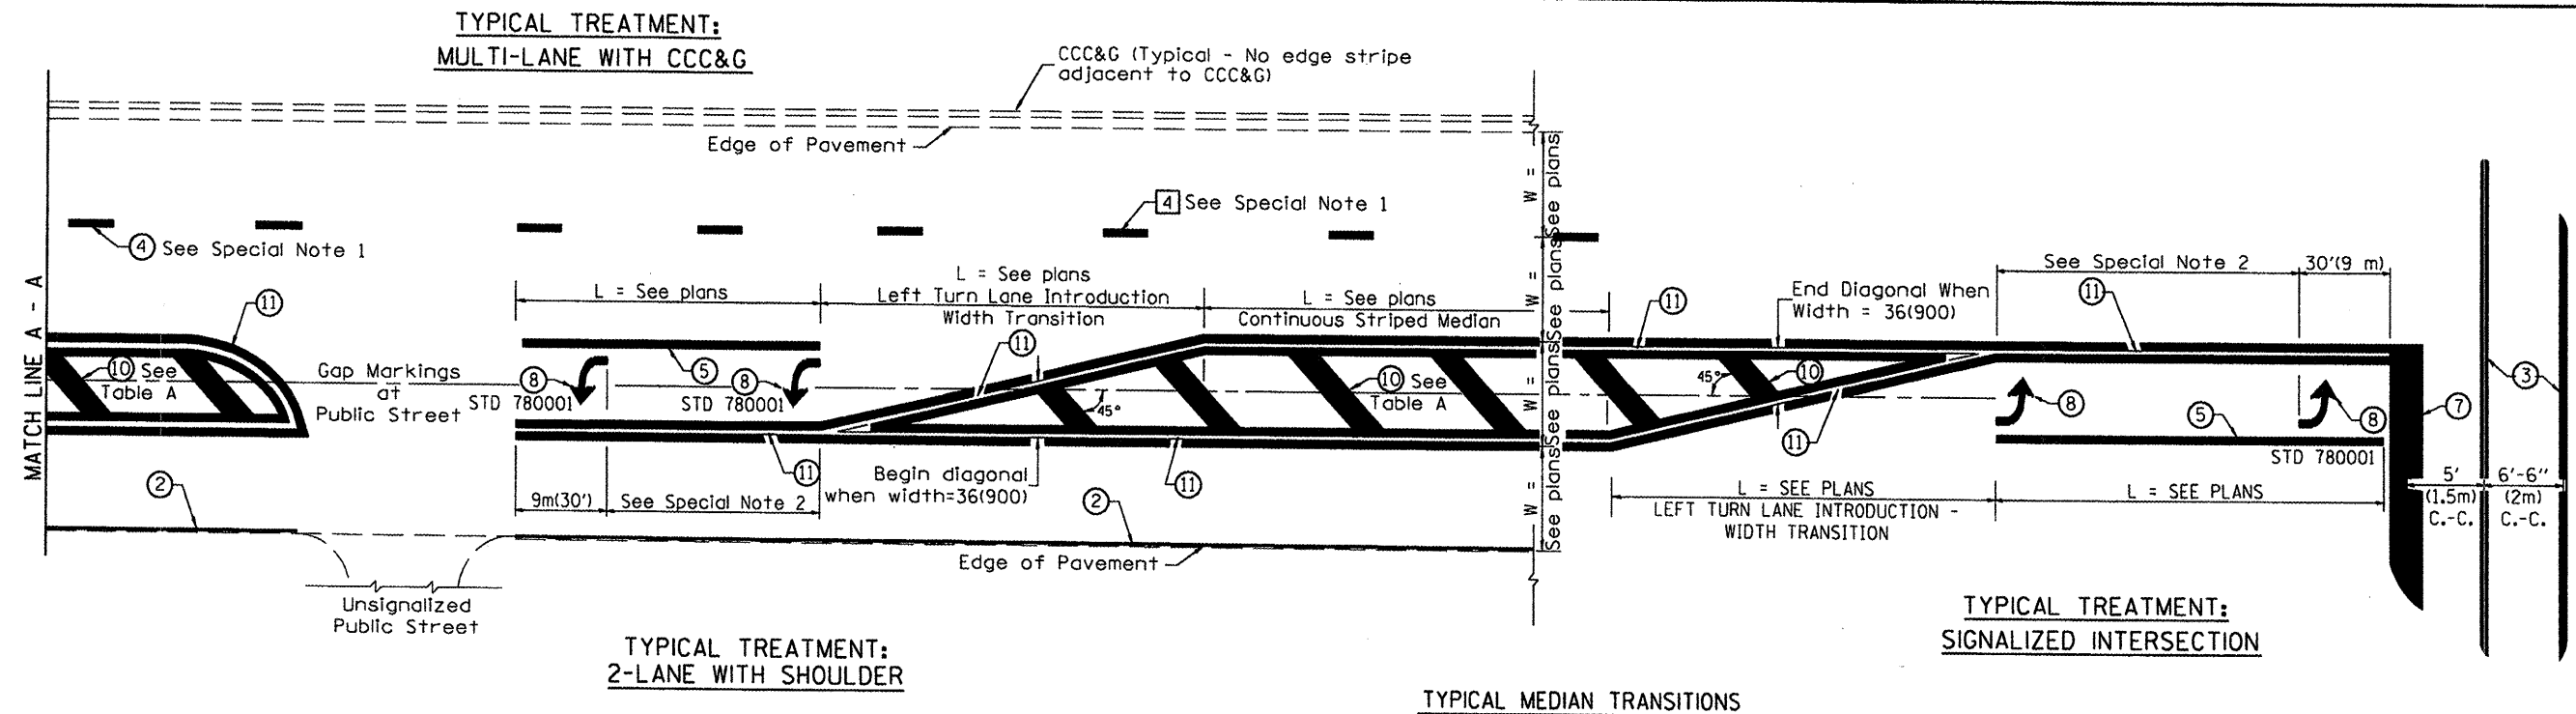 TYPICAL TREATMENT:
MULTI-LANE WITH CCC&G
CCC&G (Typical - No edge stripe
adjacent to CCC&G)
Edge of Pavement
W =
See plans
4 See Special Note 1
4 See Special Note 1
MATCH LINE A - A
11
10 See
Table A
Gap Markings
at
Public Street
L = See plans
5
8
STD 780001
8
STD 780001
11
9m(30')
See Special Note 2
L = See plans
Left Turn Lane Introduction
Width Transition
11
45°
Begin diagonal
when width=36(900)
11
L = See plans
Continuous Striped Median
10 See
Table A
W =
See plans
W =
See plans
W =
See plans
11
End Diagonal When
Width = 36(900)
45°
10
11
See Special Note 2
30'(9 m)
11
8
8
5
STD 780001
7
3
5'
(1.5m)
C.-C.
6'-6"
(2m)
C.-C.
L = SEE PLANS
LEFT TURN LANE INTRODUCTION -
WIDTH TRANSITION
L = SEE PLANS
2
2
Edge of Pavement
Unsignalized
Public Street
TYPICAL TREATMENT:
2-LANE WITH SHOULDER
TYPICAL TREATMENT:
SIGNALIZED INTERSECTION
TYPICAL MEDIAN TRANSITIONS